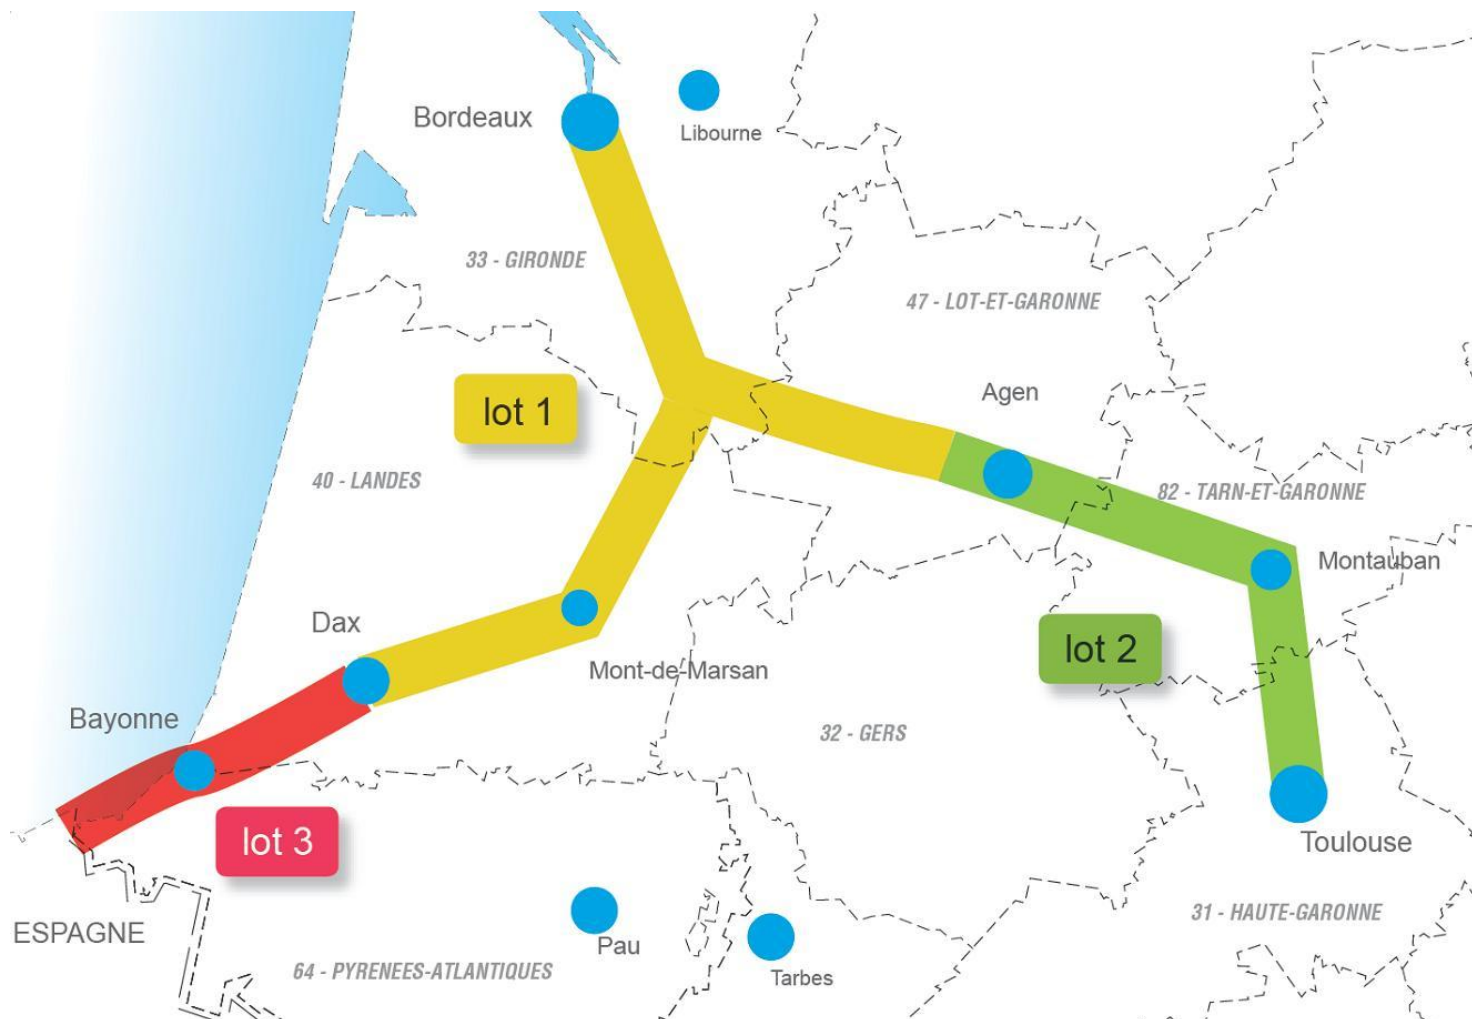 Bordeaux
Libourne
33 - GIRONDE
47 - LOT-ET-GARONNE
Agen
lot 1
40 - LANDES
82 - TARN-ET-GARONNE
Montauban
Dax
lot 2
Mont-de-Marsan
Bayonne
32 - GERS
lot 3
Toulouse
31 - HAUTE-GARONNE
ESPAGNE
Pau
64 - PYRENEES-ATLANTIQUES
Tarbes